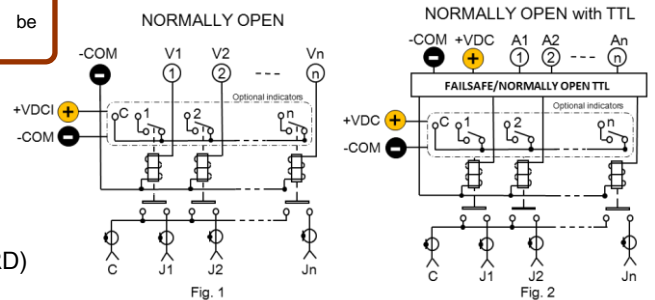 be
NORMALLY OPEN
-COM V1 V2 Vn
1 2 n
Optional indicators
+VDCI +
-COM -
C 1 2 n
C J1 J2 Jn
Fig. 1
RD)
NORMALLY OPEN with TTL
-COM +VDC A1 A2 An
- + 1 2 n
FAILSAFE/NORMALLY OPEN TTL
Optional indicators
+VDC +
-COM -
C 1 2 n
C J1 J2 Jn
Fig. 2